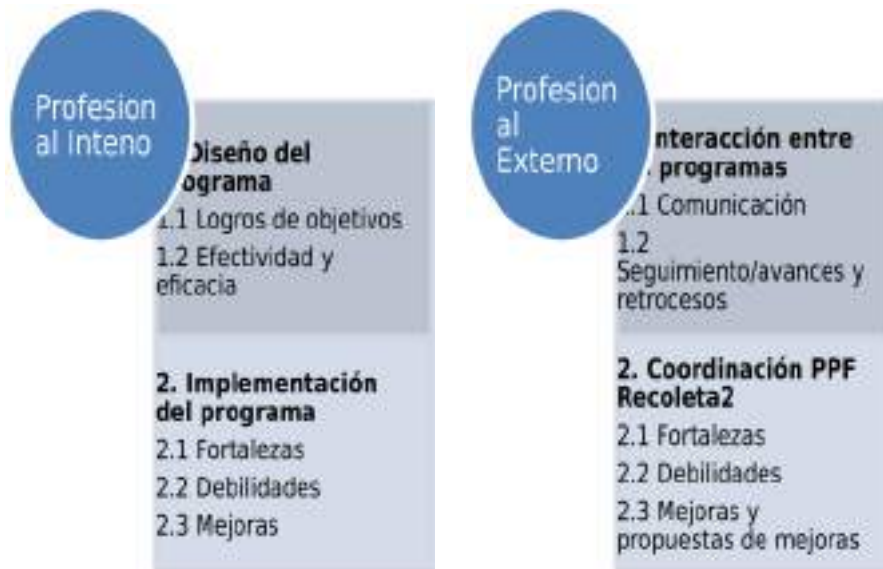 Profesion
al Inteno
Diseño del
ograma
1.1 Logros de objetivos
1.2 Efectividad y
eficacia
2. Implementación
del programa
2.1 Fortalezas
2.2 Debilidades
2.3 Mejoras
Profesion
al
Externo
nteracción entre
programas
.1 Comunicación
1.2
Seguimiento/avances y
retrocesos
2. Coordinación PPF
Recoleta2
2.1 Fortalezas
2.2 Debilidades
2.3 Mejoras y
propuestas de mejoras